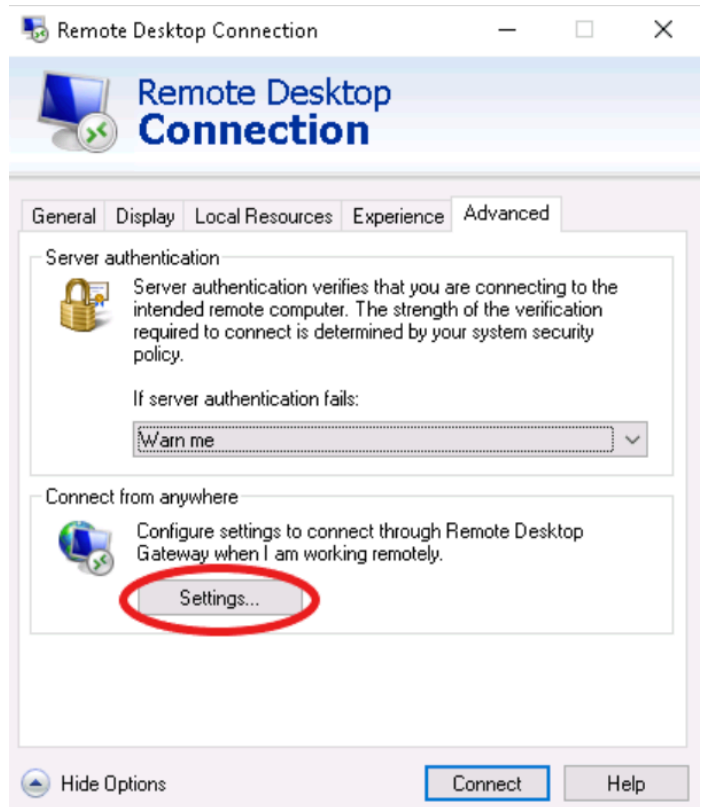 Remote Desktop Connection
Remote Desktop
Connection
General Display Local Resources Experience Advanced
Server authentication
Server authentication verifies that you are connecting to the
intended remote computer. The strength of the verification
required to connect is determined by your system security
policy.
If server authentication fails:
Warn me
Connect from anywhere
Configure settings to connect through Remote Desktop
Gateway when I am working remotely.
Settings...
Hide Options Connect Help